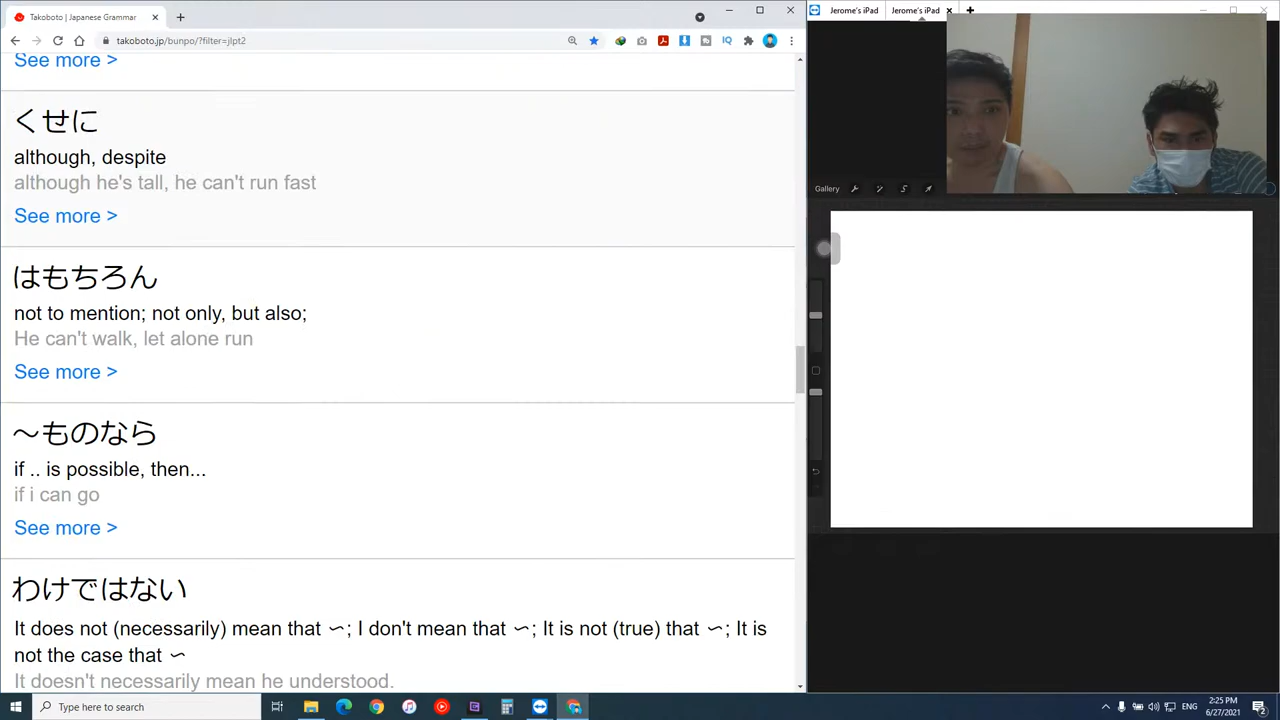 Takoboto | Japanese Grammar
takoboto.jp/bunpo/?filter=jlpt2
See more >
くせに
although, despite
although he's tall, he can't run fast
See more >
はもちろん
not to mention; not only, but also;
He can't walk, let alone run
See more >
～ものなら
if .. is possible, then...
if i can go
See more >
わけではない
It does not (necessarily) mean that 〜; I don't mean that 〜; It is not (true) that 〜; It is
not the case that 〜
It doesn't necessarily mean he understood.
Jerome's iPad
Jerome's iPad
Gallery
Type here to search
ENG
2:25 PM
6/27/2021
2